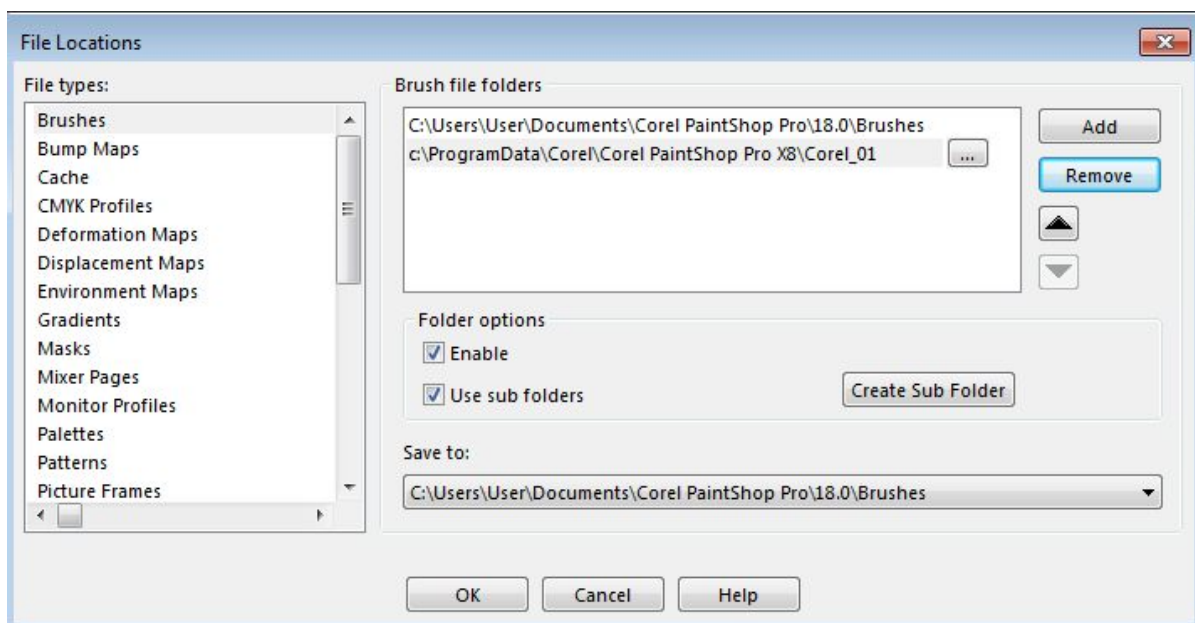 File Locations
File types:
Brushes
Bump Maps
Cache
CMYK Profiles
Deformation Maps
Displacement Maps
Environment Maps
Gradients
Masks
Mixer Pages
Monitor Profiles
Palettes
Patterns
Picture Frames
Brush file folders
C:\Users\User\Documents\Corel PaintShop Pro\18.0\Brushes
c:\ProgramData\Corel\Corel PaintShop Pro X8\Corel_01 ...
Add
Remove
Folder options
Enable
Use sub folders
Create Sub Folder
Save to:
C:\Users\User\Documents\Corel PaintShop Pro\18.0\Brushes
OK Cancel Help